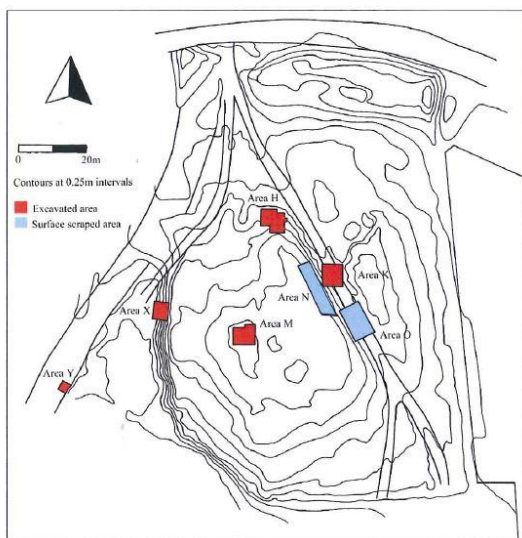 0
20m
Contours at 0.25m intervals
Excavated area
Surface scraped area
Area H
Area K
Area N
Area X
Area M
Area O
Area Y